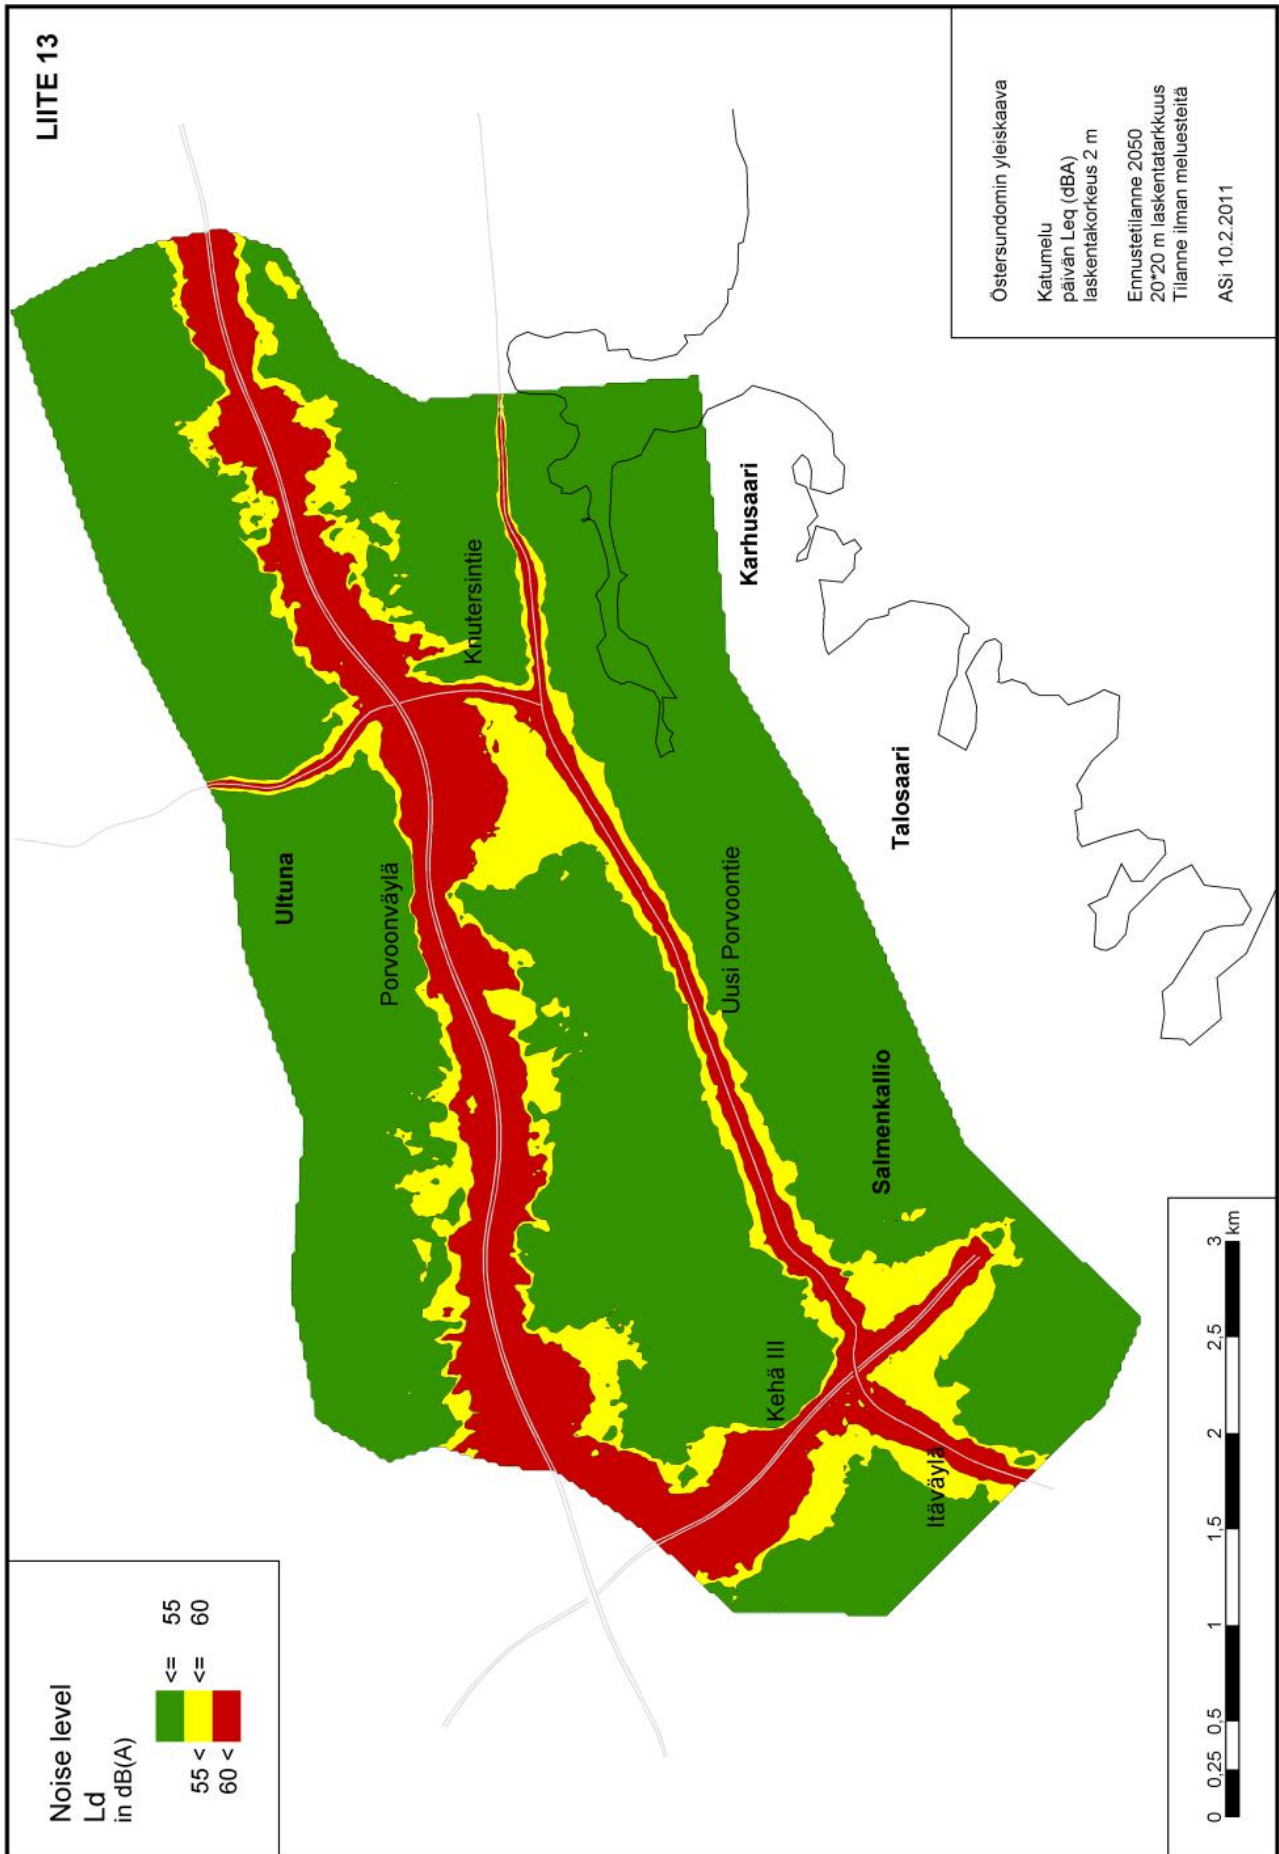 LIITE 13
Noise level
Ld
in dB(A)
<= 55
55 < <= 60
60 <
Ultuna
Porvoonväylä
Knutersintie
Karhusaari
Uusi Porvoontie
Talosaari
Salmenkallio
Kehä III
Itäväylä
0 0,25 0,5 1 1,5 2 2,5 3
km
Östersundomin yleiskaava
Katumelu
päivän Leq (dBA)
laskentakorkeus 2 m
Ennustetilanne 2050
20*20 m laskentatarkkuus
Tilanne ilman meluesteitä
ASi 10.2.2011